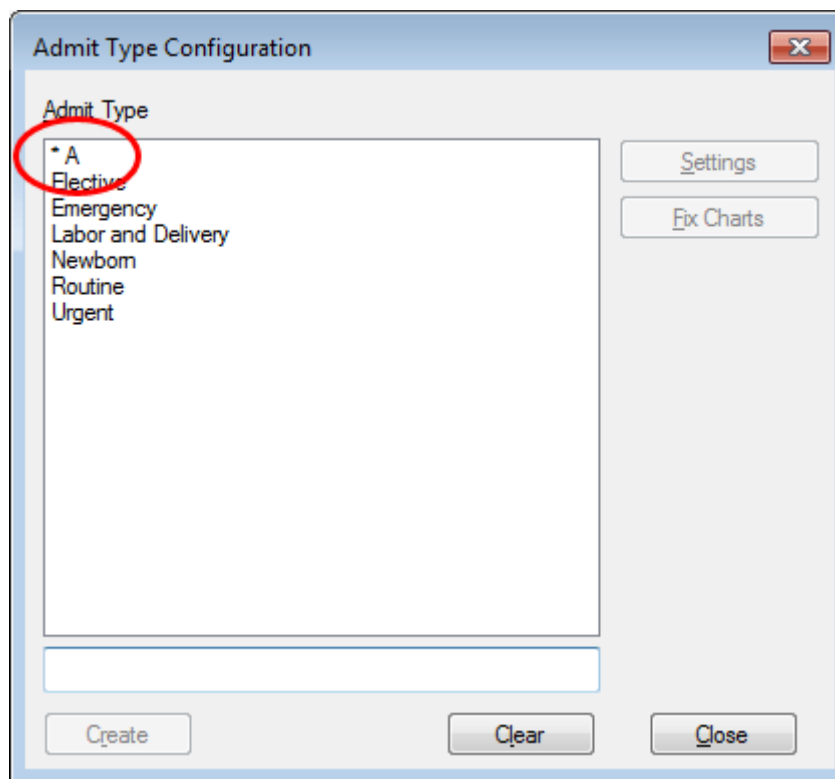 Admit Type Configuration
Admit Type
* A
Elective
Emergency
Labor and Delivery
Newborn
Routine
Urgent
Settings
Fix Charts
Create
Clear
Close